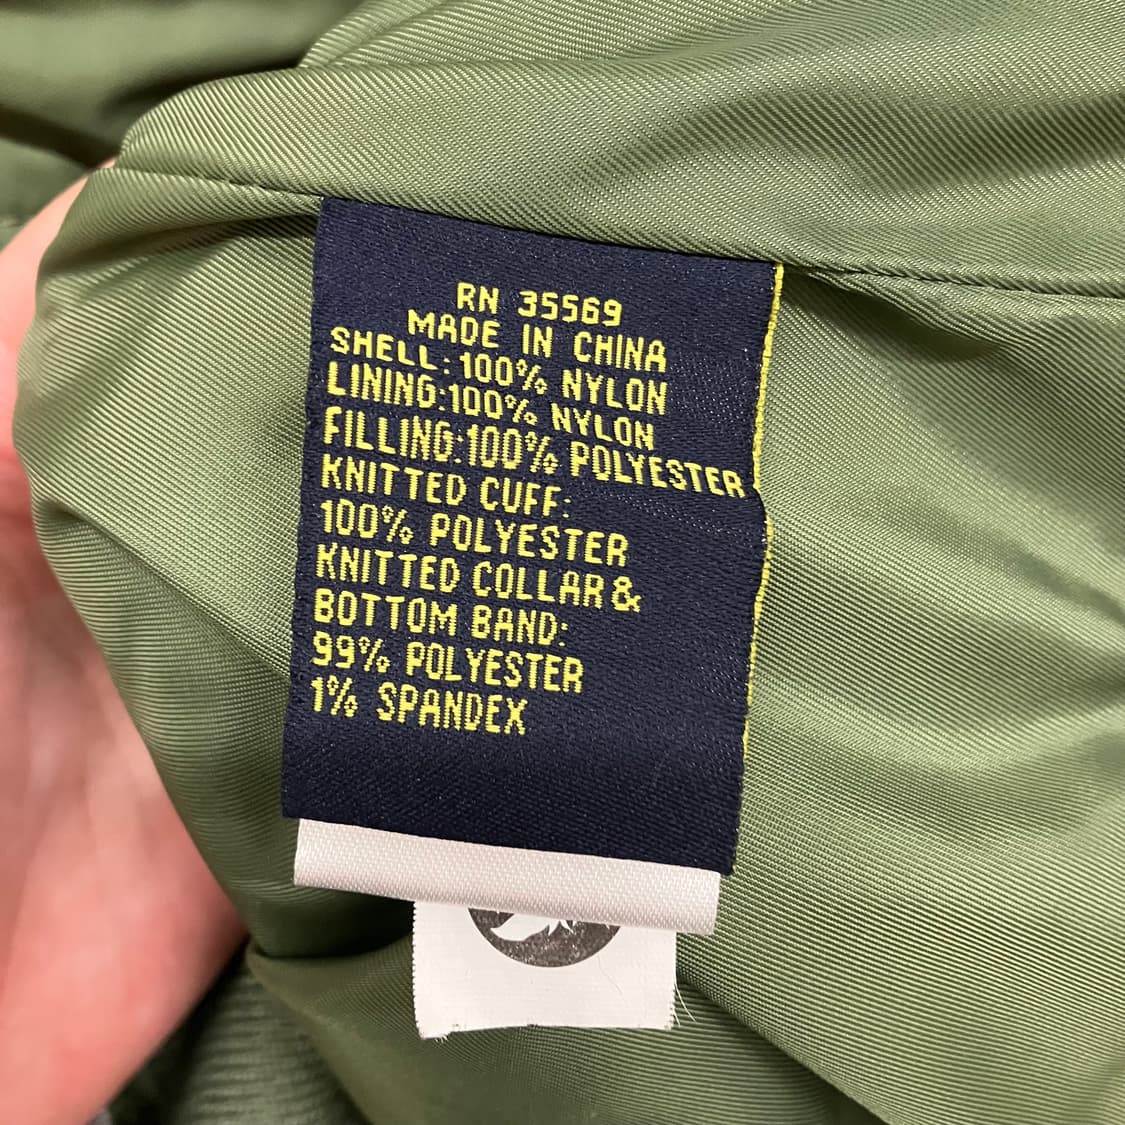 RN 35569
MADE IN CHINA
SHELL: 100% NYLON
LINING:100% NYLON
FILLING:100% POLYESTER
KNITTED CUFF:
100% POLYESTER
KNITTED COLLAR &
BOTTOM BAND:
99% POLYESTER
1% SPANDEX